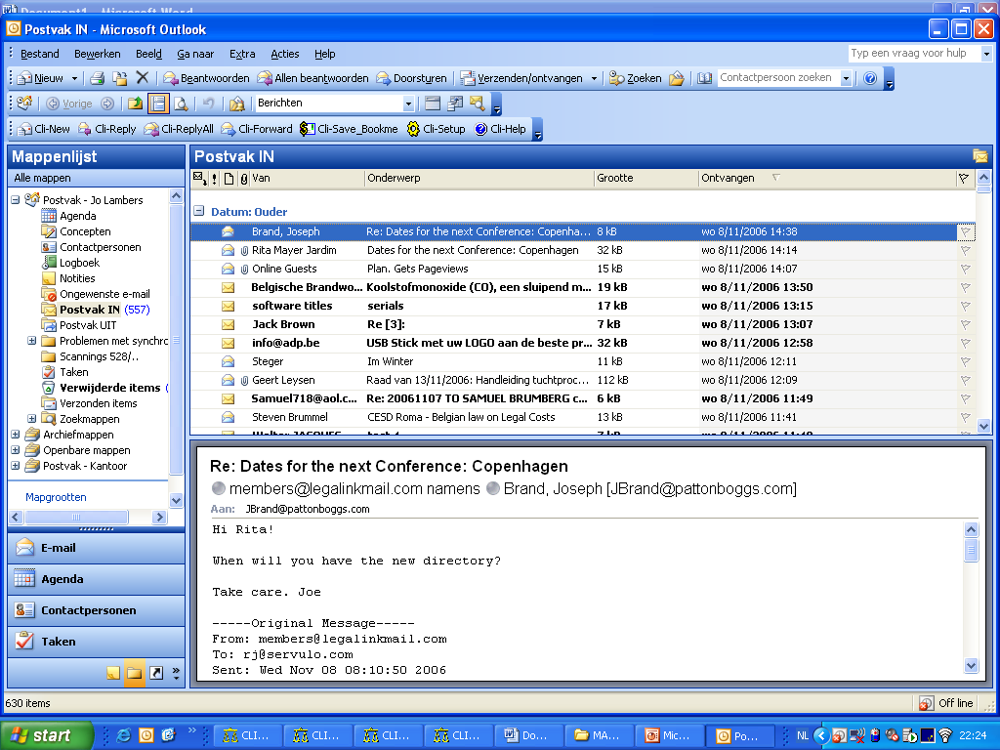 Document1 - Microsoft Word
Postvak IN - Microsoft Outlook
Bestand Bewerken Beeld Ga naar Extra Acties Help Typ een vraag voor hulp
Nieuw Beantwoorden Allen beantwoorden Doorsturen Verzenden/ontvangen Zoeken Contactpersoon zoeken
Vorige Berichten
Cli-New Cli-Reply Cli-ReplyAll Cli-Forward Cli-Save_Bookme Cli-Setup Cli-Help
Mappenlijst
Alle mappen
Postvak - Jo Lambers
Agenda
Concepten
Contactpersonen
Logboek
Notities
Ongewenste e-mail
Postvak IN (557)
Postvak UIT
Problemen met synchro
Scannings 528/..
Taken
Verwijderde items (
Verzonden items
Zoekmappen
Archiefmappen
Openbare mappen
Postvak - Kantoor
Mapgrootten
E-mail
Agenda
Contactpersonen
Taken
Postvak IN
Van Onderwerp Grootte Ontvangen
Datum: Ouder
Brand, Joseph Re: Dates for the next Conference: Copenha... 8 kB wo 8/11/2006 14:38
Rita Mayer Jardim Dates for the next Conference: Copenhagen 32 kB wo 8/11/2006 14:14
Online Guests Plan. Gets Pageviews 15 kB wo 8/11/2006 14:07
Belgische Brandwo... Koolstofmonoxide (CO), een sluipend m... 19 kB wo 8/11/2006 13:50
software titles serials 17 kB wo 8/11/2006 13:15
Jack Brown Re [3]: 7 kB wo 8/11/2006 13:07
info@adp.be USB Stick met uw LOGO aan de beste pr... 32 kB wo 8/11/2006 12:58
Steger Im Winter 11 kB wo 8/11/2006 12:11
Geert Leysen Raad van 13/11/2006: Handleiding tuchtproc... 112 kB wo 8/11/2006 12:09
Samuel718@aol.c... Re: 20061107 TO SAMUEL BRUMBERG c... 6 kB wo 8/11/2006 11:49
Steven Brummel CESD Roma - Belgian law on Legal Costs 13 kB wo 8/11/2006 11:41
Re: Dates for the next Conference: Copenhagen
members@legalinkmail.com namens Brand, Joseph [JBrand@pattonboggs.com]
Aan: JBrand@pattonboggs.com
Hi Rita!
When will you have the new directory?
Take care. Joe
-----Original Message-----
From: members@legalinkmail.com
To: rj@servulo.com
Sent: Wed Nov 08 08:10:50 2006
630 items Off line
start CLI... CLI... CLI... CLI... Do... MA... Mic... Po... NL 22:24